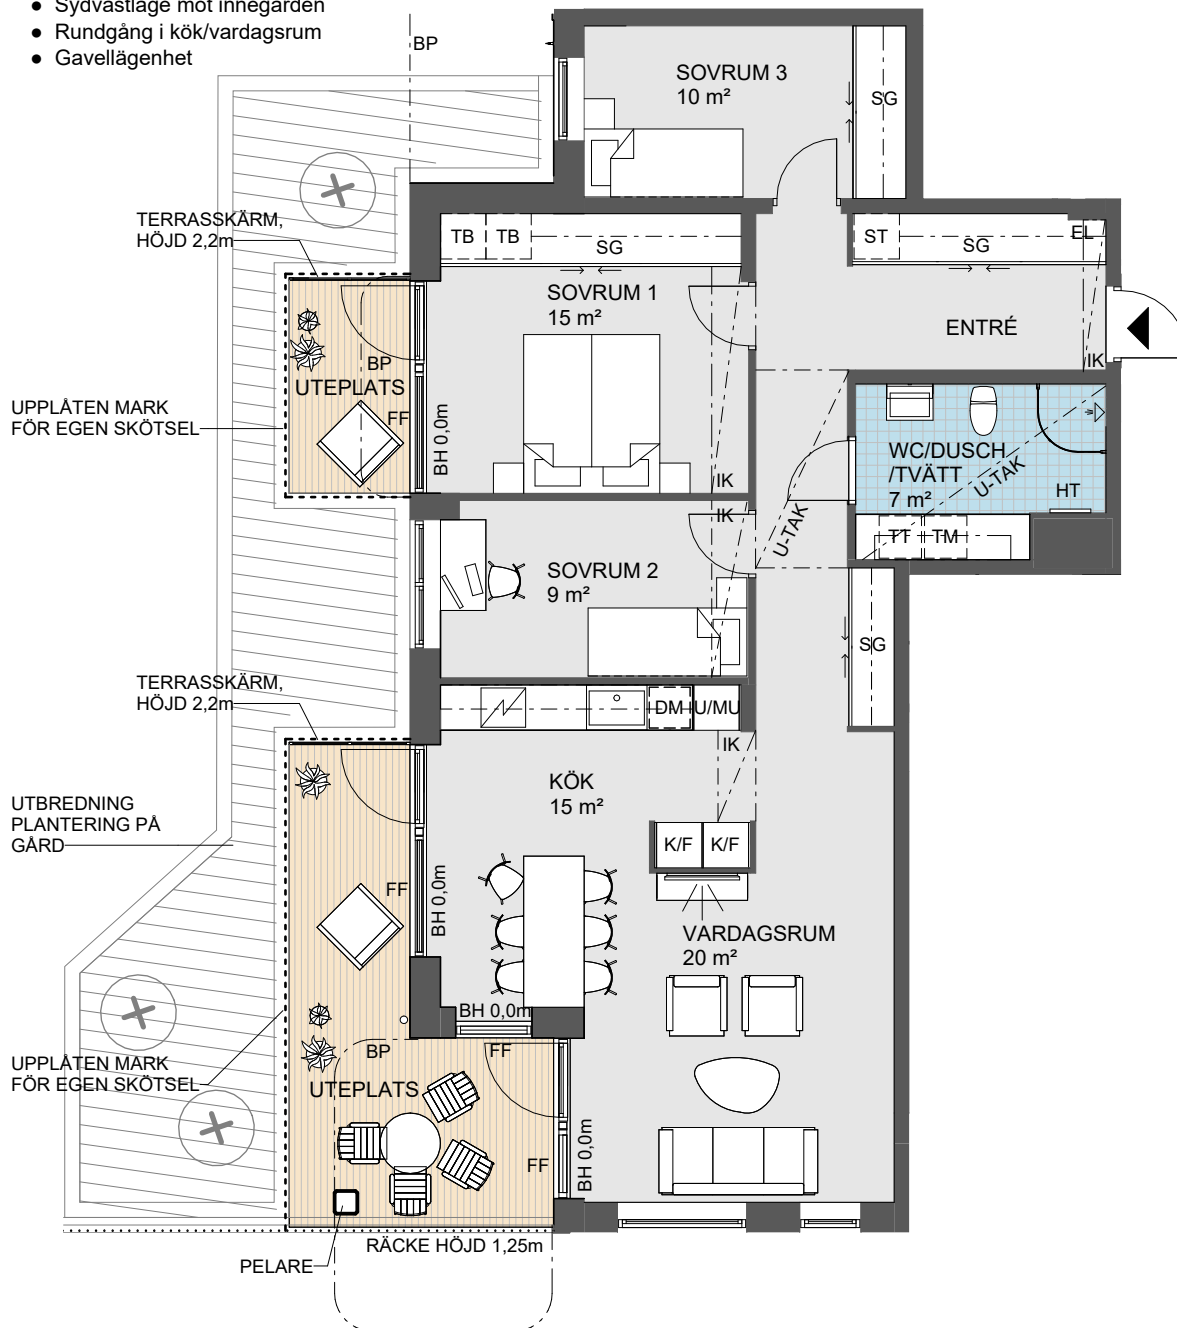 ● Sydvästläge mot innegården
● Rundgång i kök/vardagsrum
● Gavellägenhet
BP
SOVRUM 3
10 m²
SG
TERRASSKÄRM,
HÖJD 2,2m
TB
TB
SG
ST
SG
EL
SOVRUM 1
15 m²
ENTRÉ
IK
BP
UTEPLATS
FF
BH 0,0m
UPPLÅTEN MARK
FÖR EGEN SKÖTSEL
WC/DUSCH
/TVÄTT
7 m²
U-TAK
HT
IK
IK
U-TAK
TT
TM
SOVRUM 2
9 m²
SG
TERRASSKÄRM,
HÖJD 2,2m
DM
U/MU
IK
KÖK
15 m²
UTBREDNING
PLANTERING PÅ
GÅRD
K/F
K/F
FF
BH 0,0m
VARDAGSRUM
20 m²
BH 0,0m
BP
FF
UPPLÅTEN MARK
FÖR EGEN SKÖTSEL
UTEPLATS
FF
BH 0,0m
RÄCKE HÖJD 1,25m
PELARE